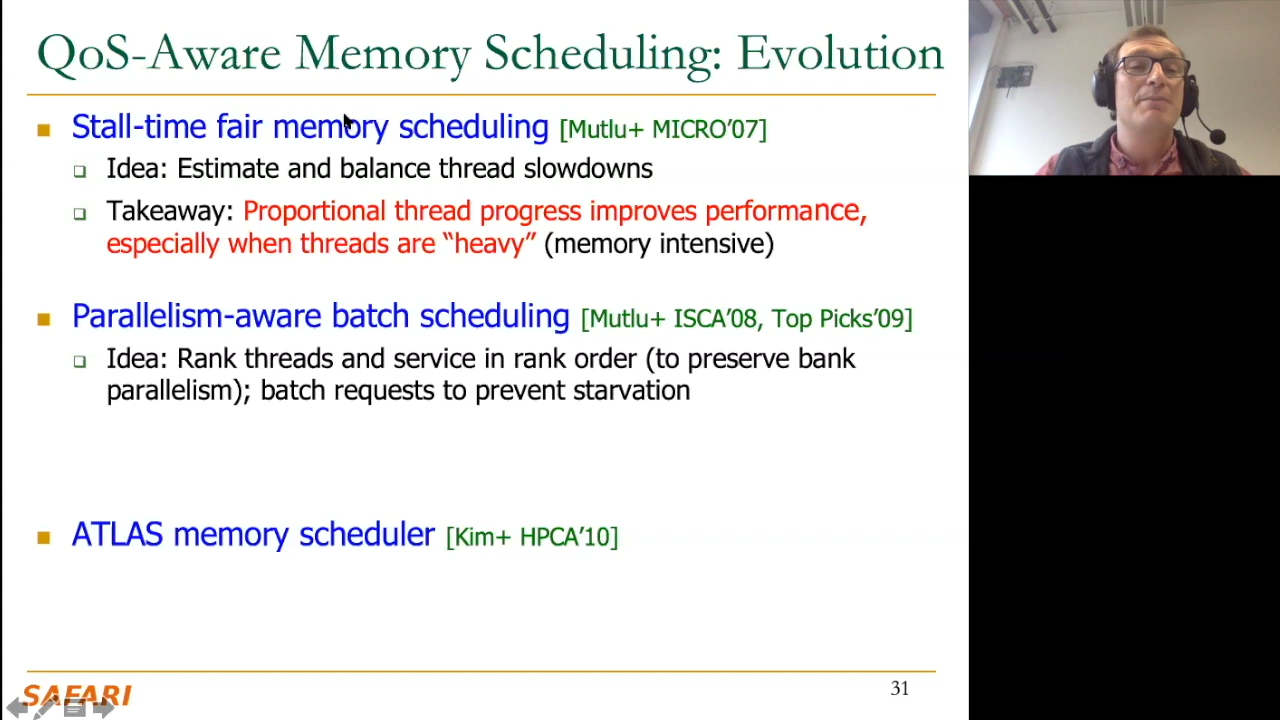 QoS-Aware Memory Scheduling: Evolution
Stall-time fair memory scheduling [Mutlu+ MICRO'07]
Idea: Estimate and balance thread slowdowns
Takeaway: Proportional thread progress improves performance,
especially when threads are “heavy” (memory intensive)
Parallelism-aware batch scheduling [Mutlu+ ISCA'08, Top Picks'09]
Idea: Rank threads and service in rank order (to preserve bank
parallelism); batch requests to prevent starvation
ATLAS memory scheduler [Kim+ HPCA'10]
SAFARI
31